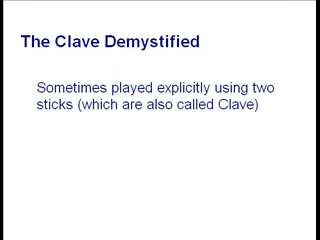 The Clave Demystified
Sometimes played explicitly using two
sticks (which are also called Clave)